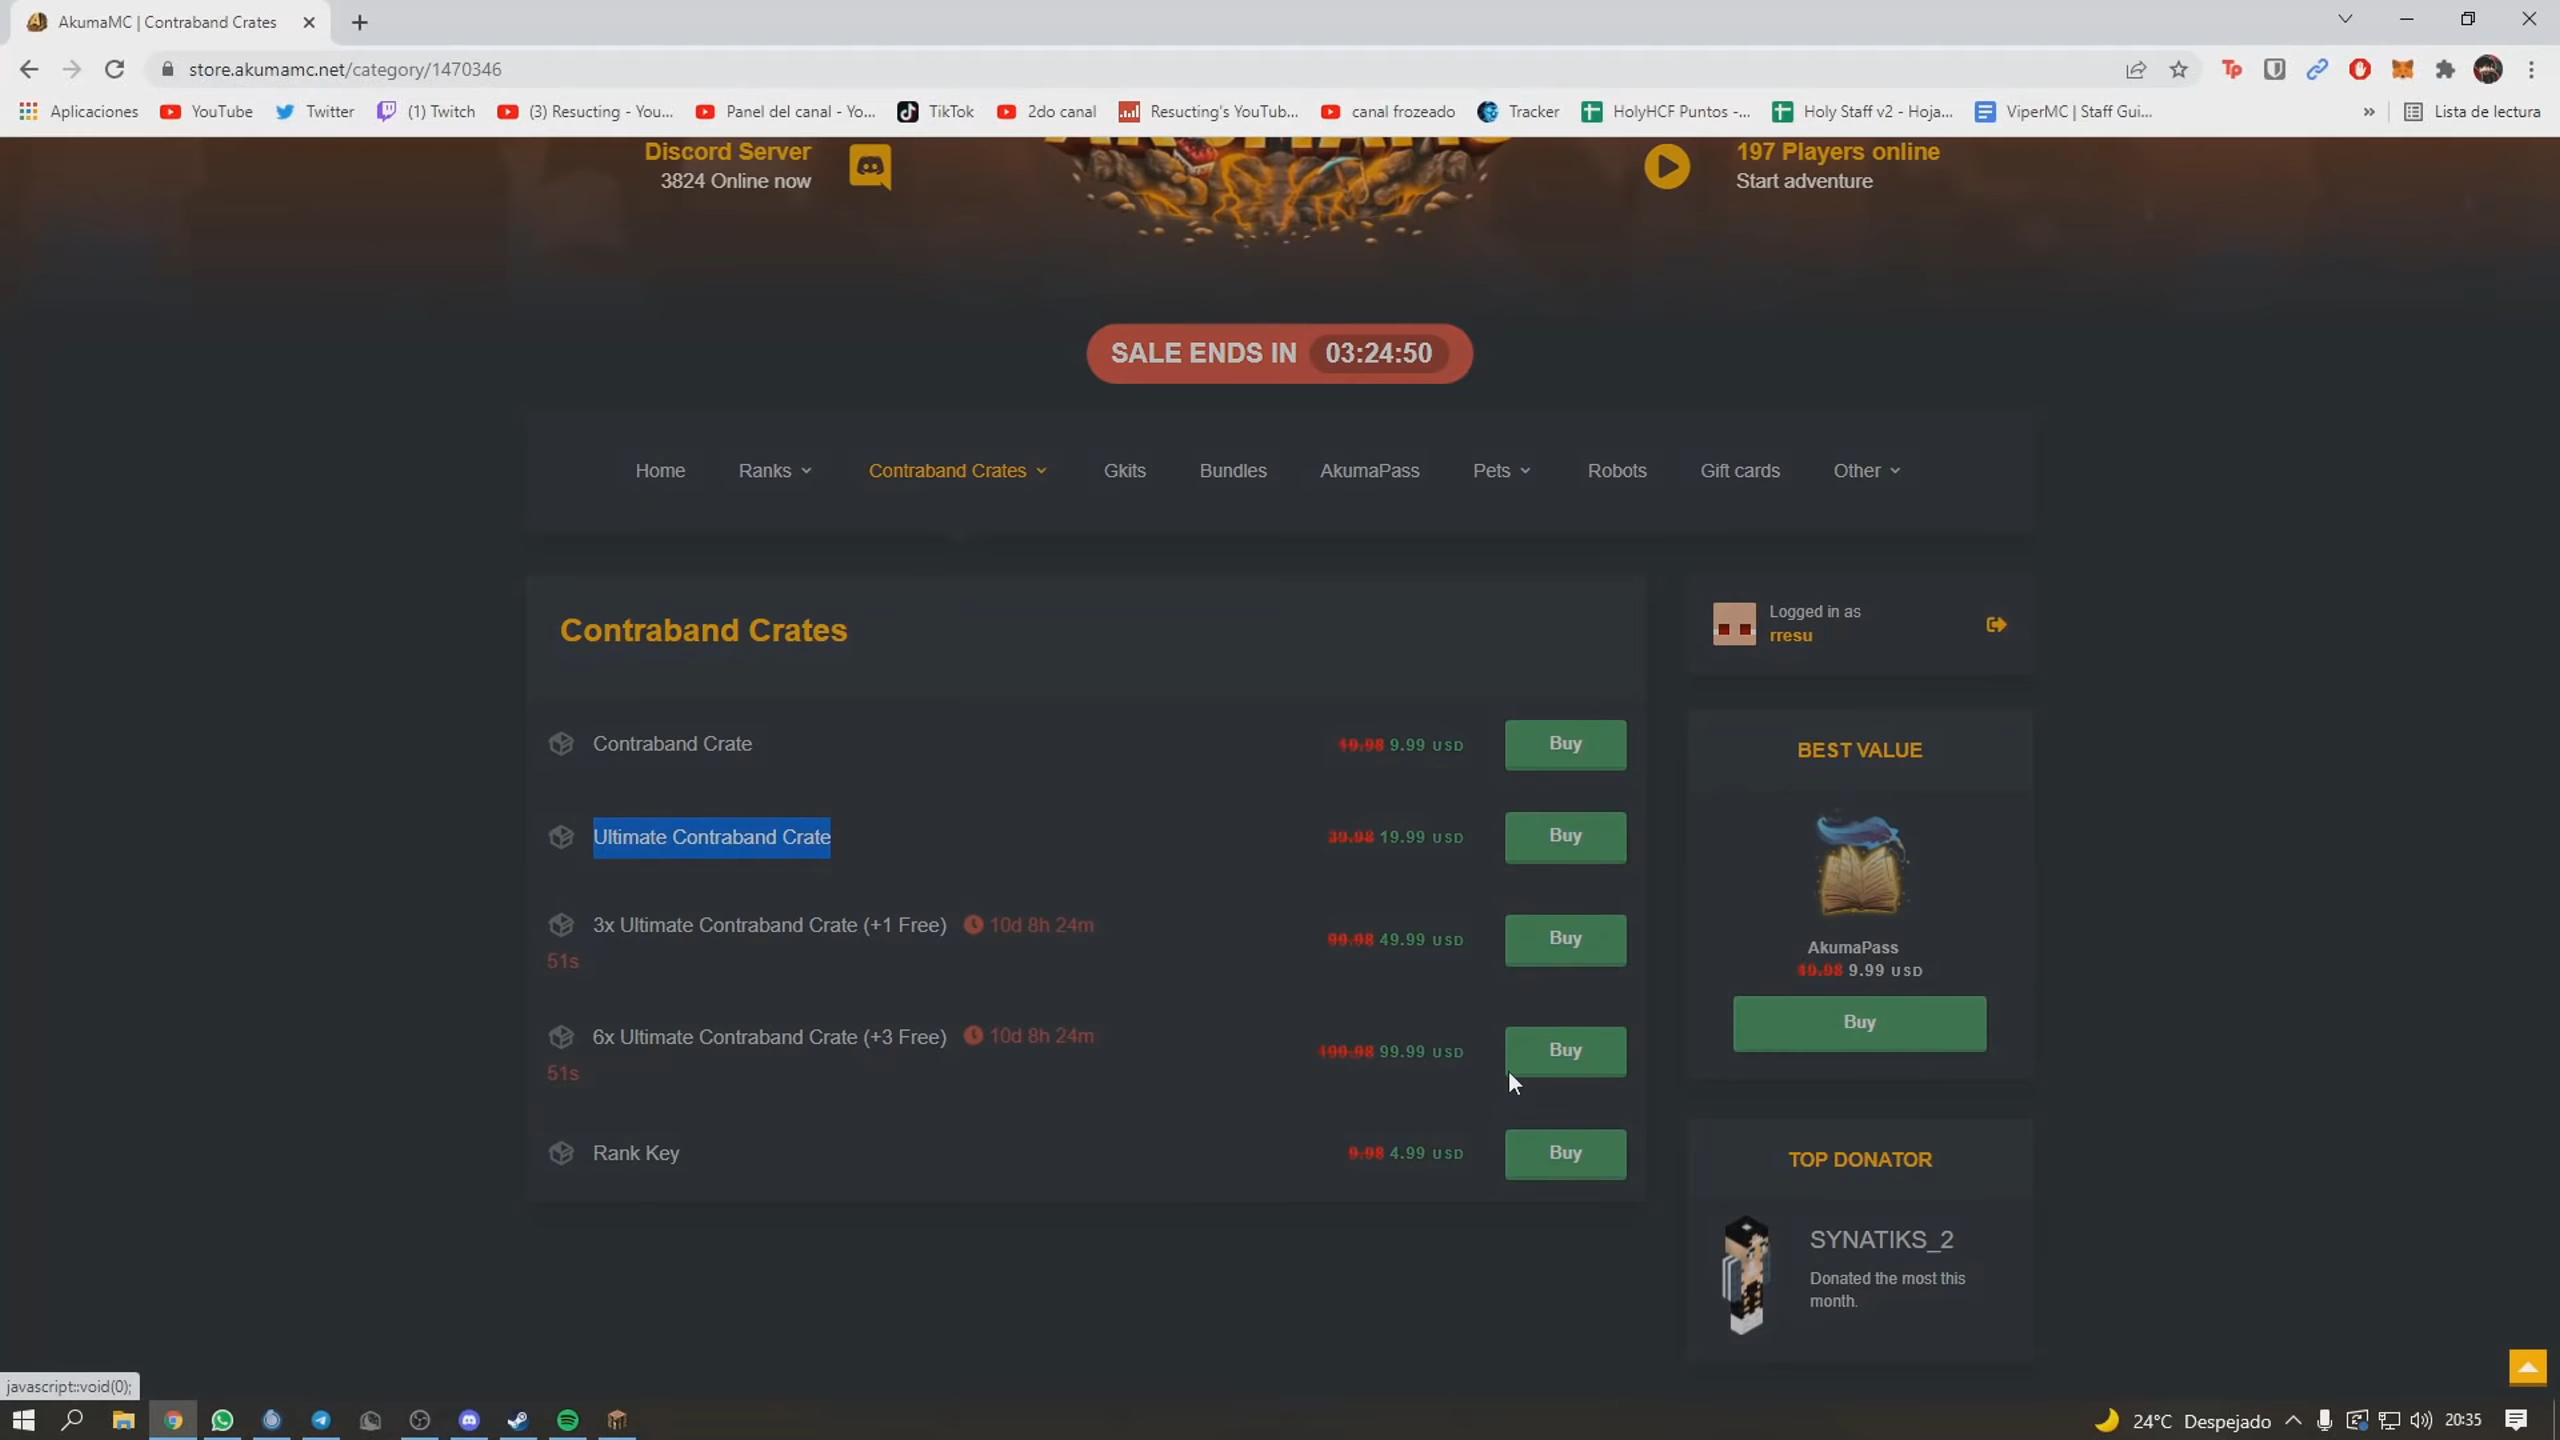 AkumaMC | Contraband Crates
store.akumamc.net/category/1470346
Aplicaciones
YouTube
Twitter
(1) Twitch
(3) Resucting - You...
Panel del canal - Yo...
TikTok
2do canal
Resucting's YouTub...
canal frozeado
Tracker
HolyHCF Puntos -...
Holy Staff v2 - Hoja...
ViperMC | Staff Gui...
»
Lista de lectura
Discord Server
3824 Online now
197 Players online
Start adventure
SALE ENDS IN 03:24:50
Home
Ranks
Contraband Crates
Gkits
Bundles
AkumaPass
Pets
Robots
Gift cards
Other
Contraband Crates
Contraband Crate
19.98 9.99 USD
Buy
Ultimate Contraband Crate
39.98 19.99 USD
Buy
3x Ultimate Contraband Crate (+1 Free) 10d 8h 24m
51s
99.98 49.99 USD
Buy
6x Ultimate Contraband Crate (+3 Free) 10d 8h 24m
51s
199.98 99.99 USD
Buy
Rank Key
9.98 4.99 USD
Buy
Logged in as
rresu
BEST VALUE
AkumaPass
19.98 9.99 USD
Buy
TOP DONATOR
SYNATIKS_2
Donated the most this
month.
javascript::void(0);
24°C Despejado
20:35